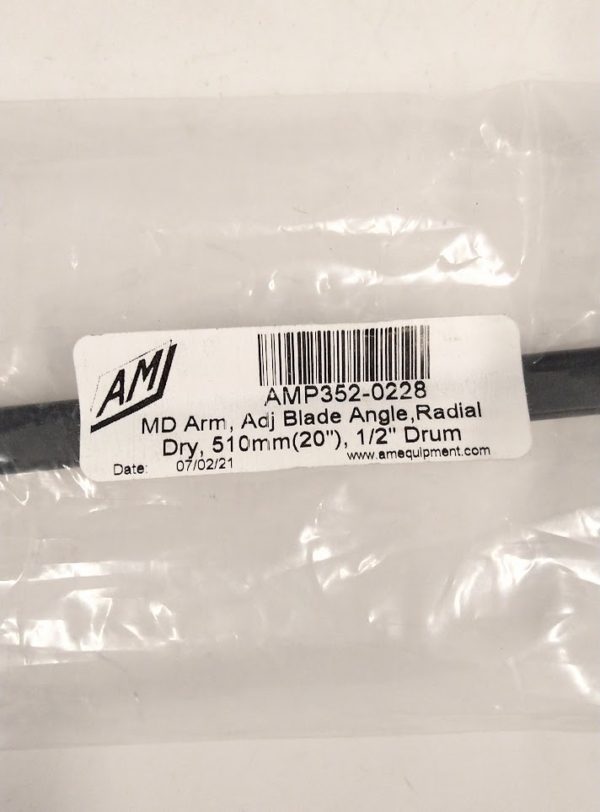 AM
AMP352-0228
MD Arm, Adj Blade Angle,Radial
Dry, 510mm(20"), 1/2" Drum
Date: 07/02/21
www.amequipment.com